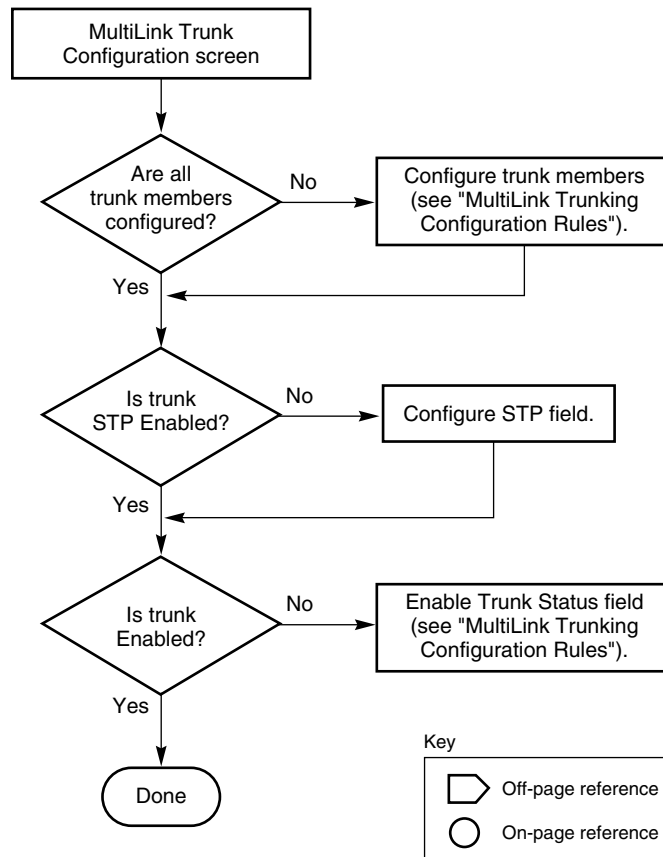 MultiLink Trunk
Configuration screen
Are all
trunk members
configured?
No
Configure trunk members
(see "MultiLink Trunking
Configuration Rules").
Yes
Is trunk
STP Enabled?
No
Configure STP field.
Yes
Is trunk
Enabled?
No
Enable Trunk Status field
(see "MultiLink Trunking
Configuration Rules").
Yes
Done
Key
Off-page reference
On-page reference